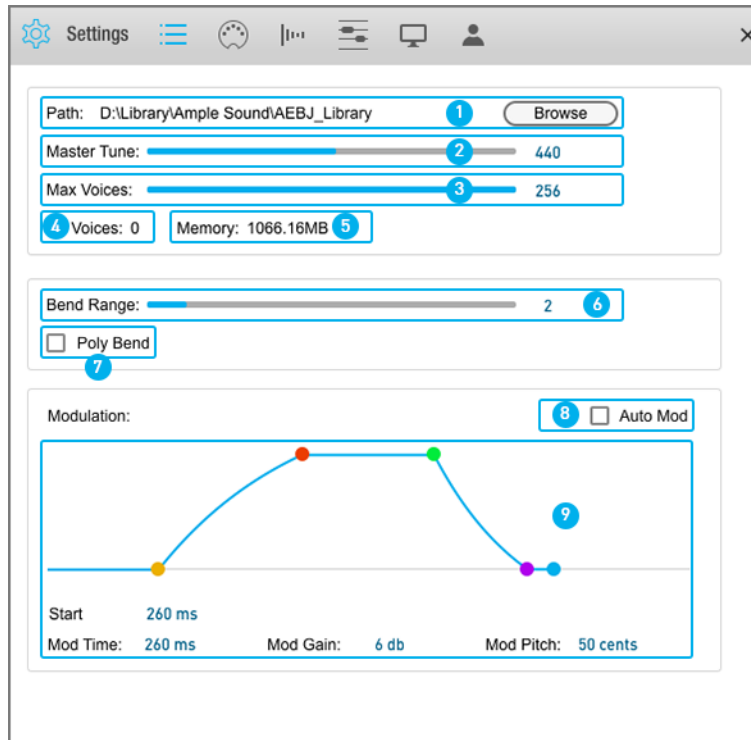 Settings
Path: D:\Library\Ample Sound\AEBJ_Library 1 Browse
Master Tune: 2 440
Max Voices: 3 256
4 Voices: 0 Memory: 1066.16MB 5
Bend Range: 2 6
Poly Bend
7
Modulation: 8 Auto Mod
9
Start 260 ms
Mod Time: 260 ms Mod Gain: 6 db Mod Pitch: 50 cents